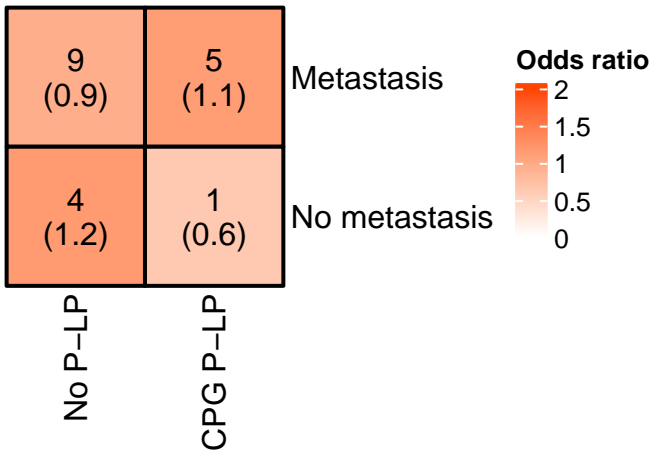 9
(0.9)
5
(1.1)
Metastasis
4
(1.2)
1
(0.6)
No metastasis
No P–LP
CPG P–LP
Odds ratio
2
1.5
1
0.5
0